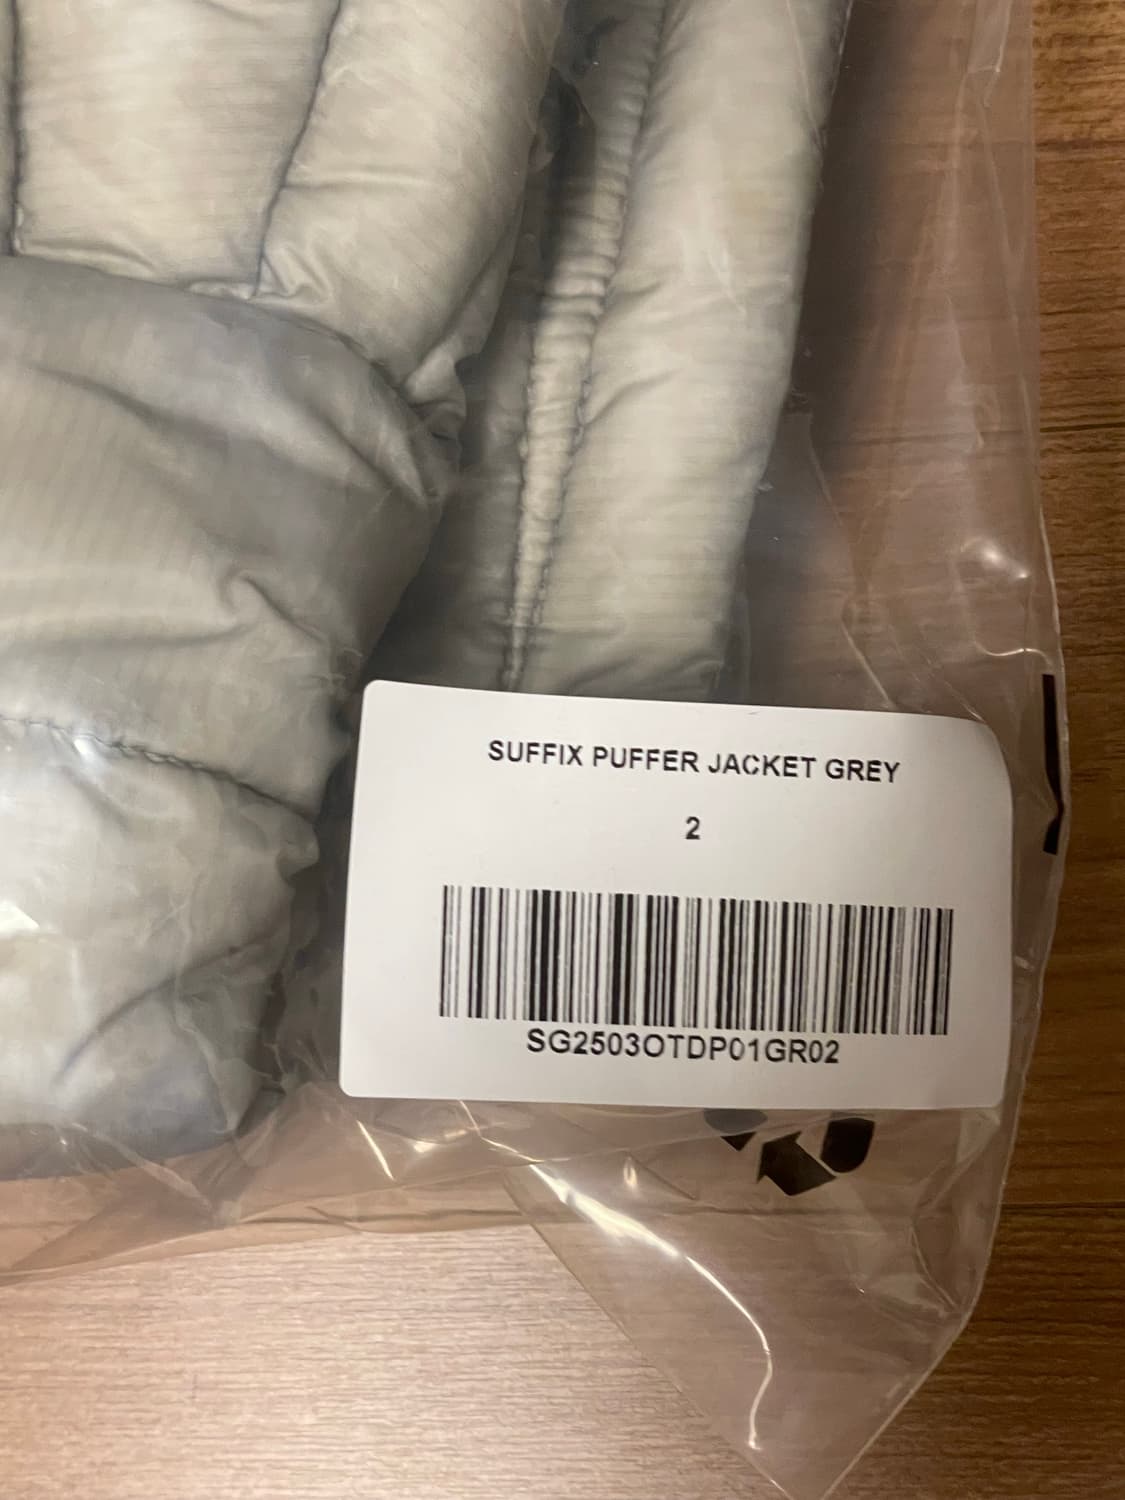 SUFFIX PUFFER JACKET GREY
2
SG2503OTDP01GR02